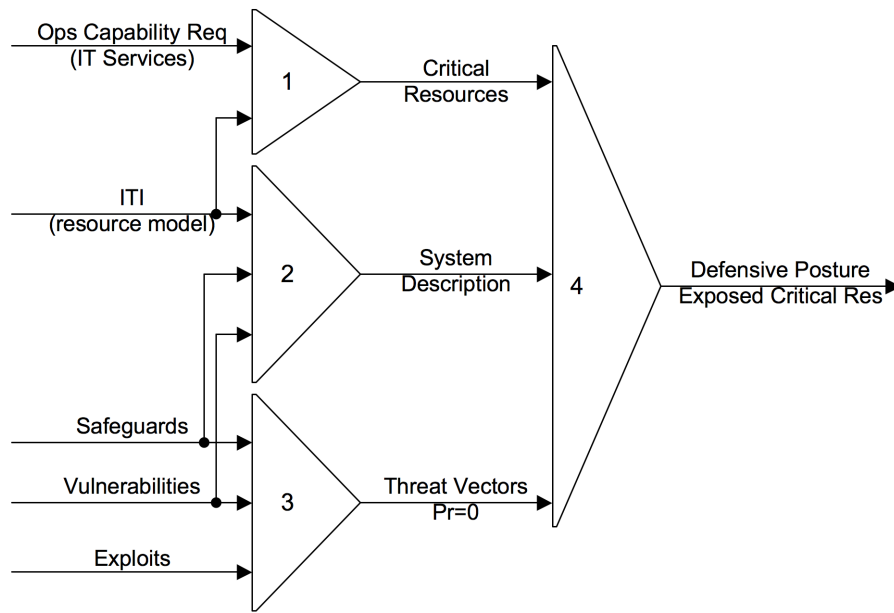 Ops Capability Req
(IT Services)
1
Critical
Resources
ITI
(resource model)
2
System
Description
4
Defensive Posture
Exposed Critical Res
Safeguards
Vulnerabilities
3
Threat Vectors
Pr=0
Exploits